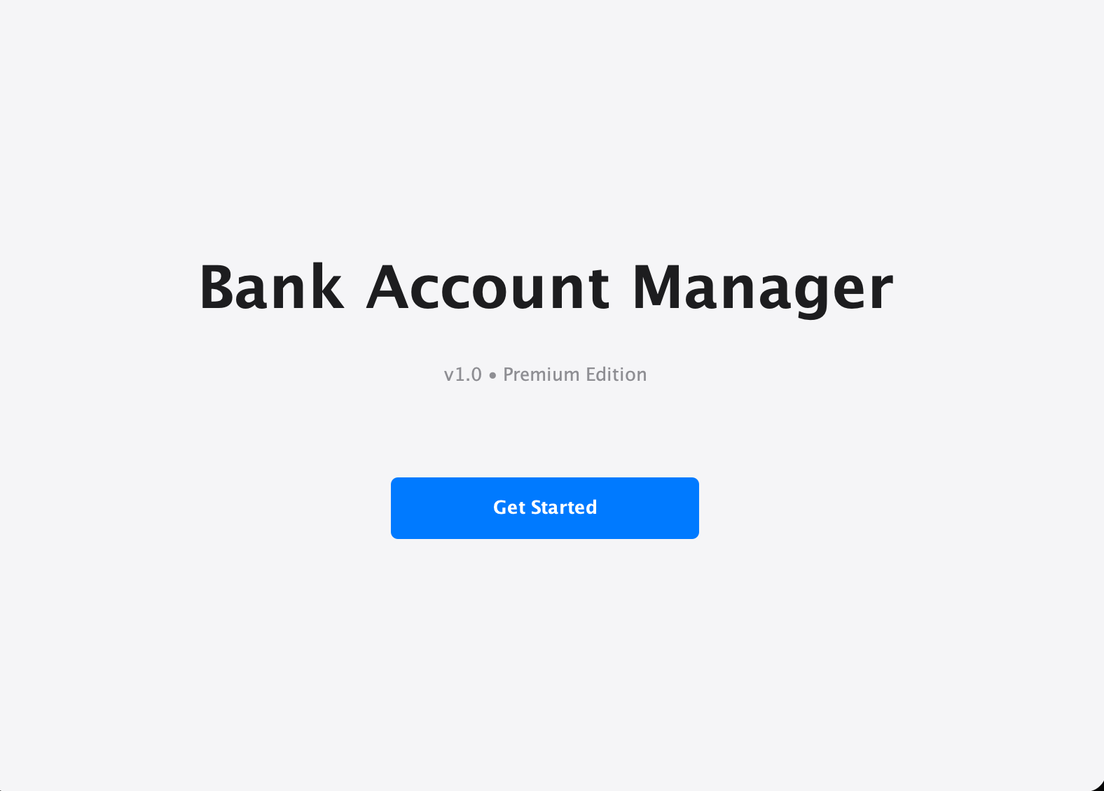 Bank Account Manager
v1.0 • Premium Edition
Get Started